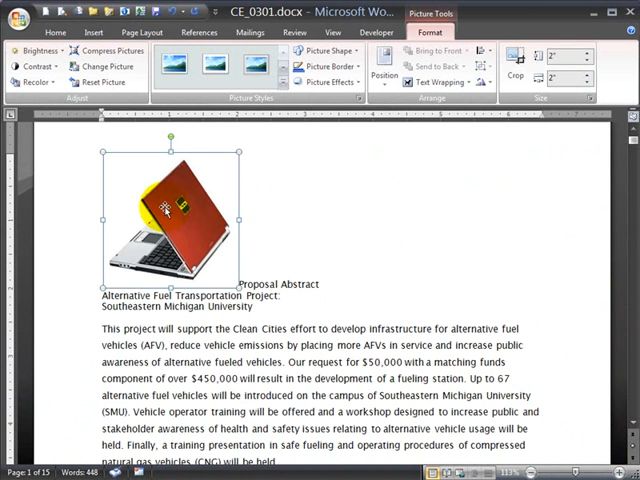 CE_0301.docx - Microsoft Wo...
Picture Tools
Home
Insert
Page Layout
References
Mailings
Review
View
Developer
Format
Brightness
Compress Pictures
Picture Shape
Bring to Front
2"
Contrast
Change Picture
Picture Border
Position
Send to Back
Crop
2"
Recolor
Reset Picture
Picture Effects
Text Wrapping
Adjust
Picture Styles
Arrange
Size
Proposal Abstract
Alternative Fuel Transportation Project:
Southeastern Michigan University
This project will support the Clean Cities effort to develop infrastructure for alternative fuel
vehicles (AFV), reduce vehicle emissions by placing more AFVs in service and increase public
awareness of alternative fueled vehicles. Our request for $50,000 with a matching funds
component of over $450,000 will result in the development of a fueling station. Up to 67
alternative fuel vehicles will be introduced on the campus of Southeastern Michigan University
(SMU). Vehicle operator training will be offered and a workshop designed to increase public and
stakeholder awareness of health and safety issues relating to alternative vehicle usage will be
held. Finally, a training presentation in safe fueling and operating procedures of compressed
natural gas vehicles (CNG) will be held.
Page: 1 of 15
Words: 448
113%